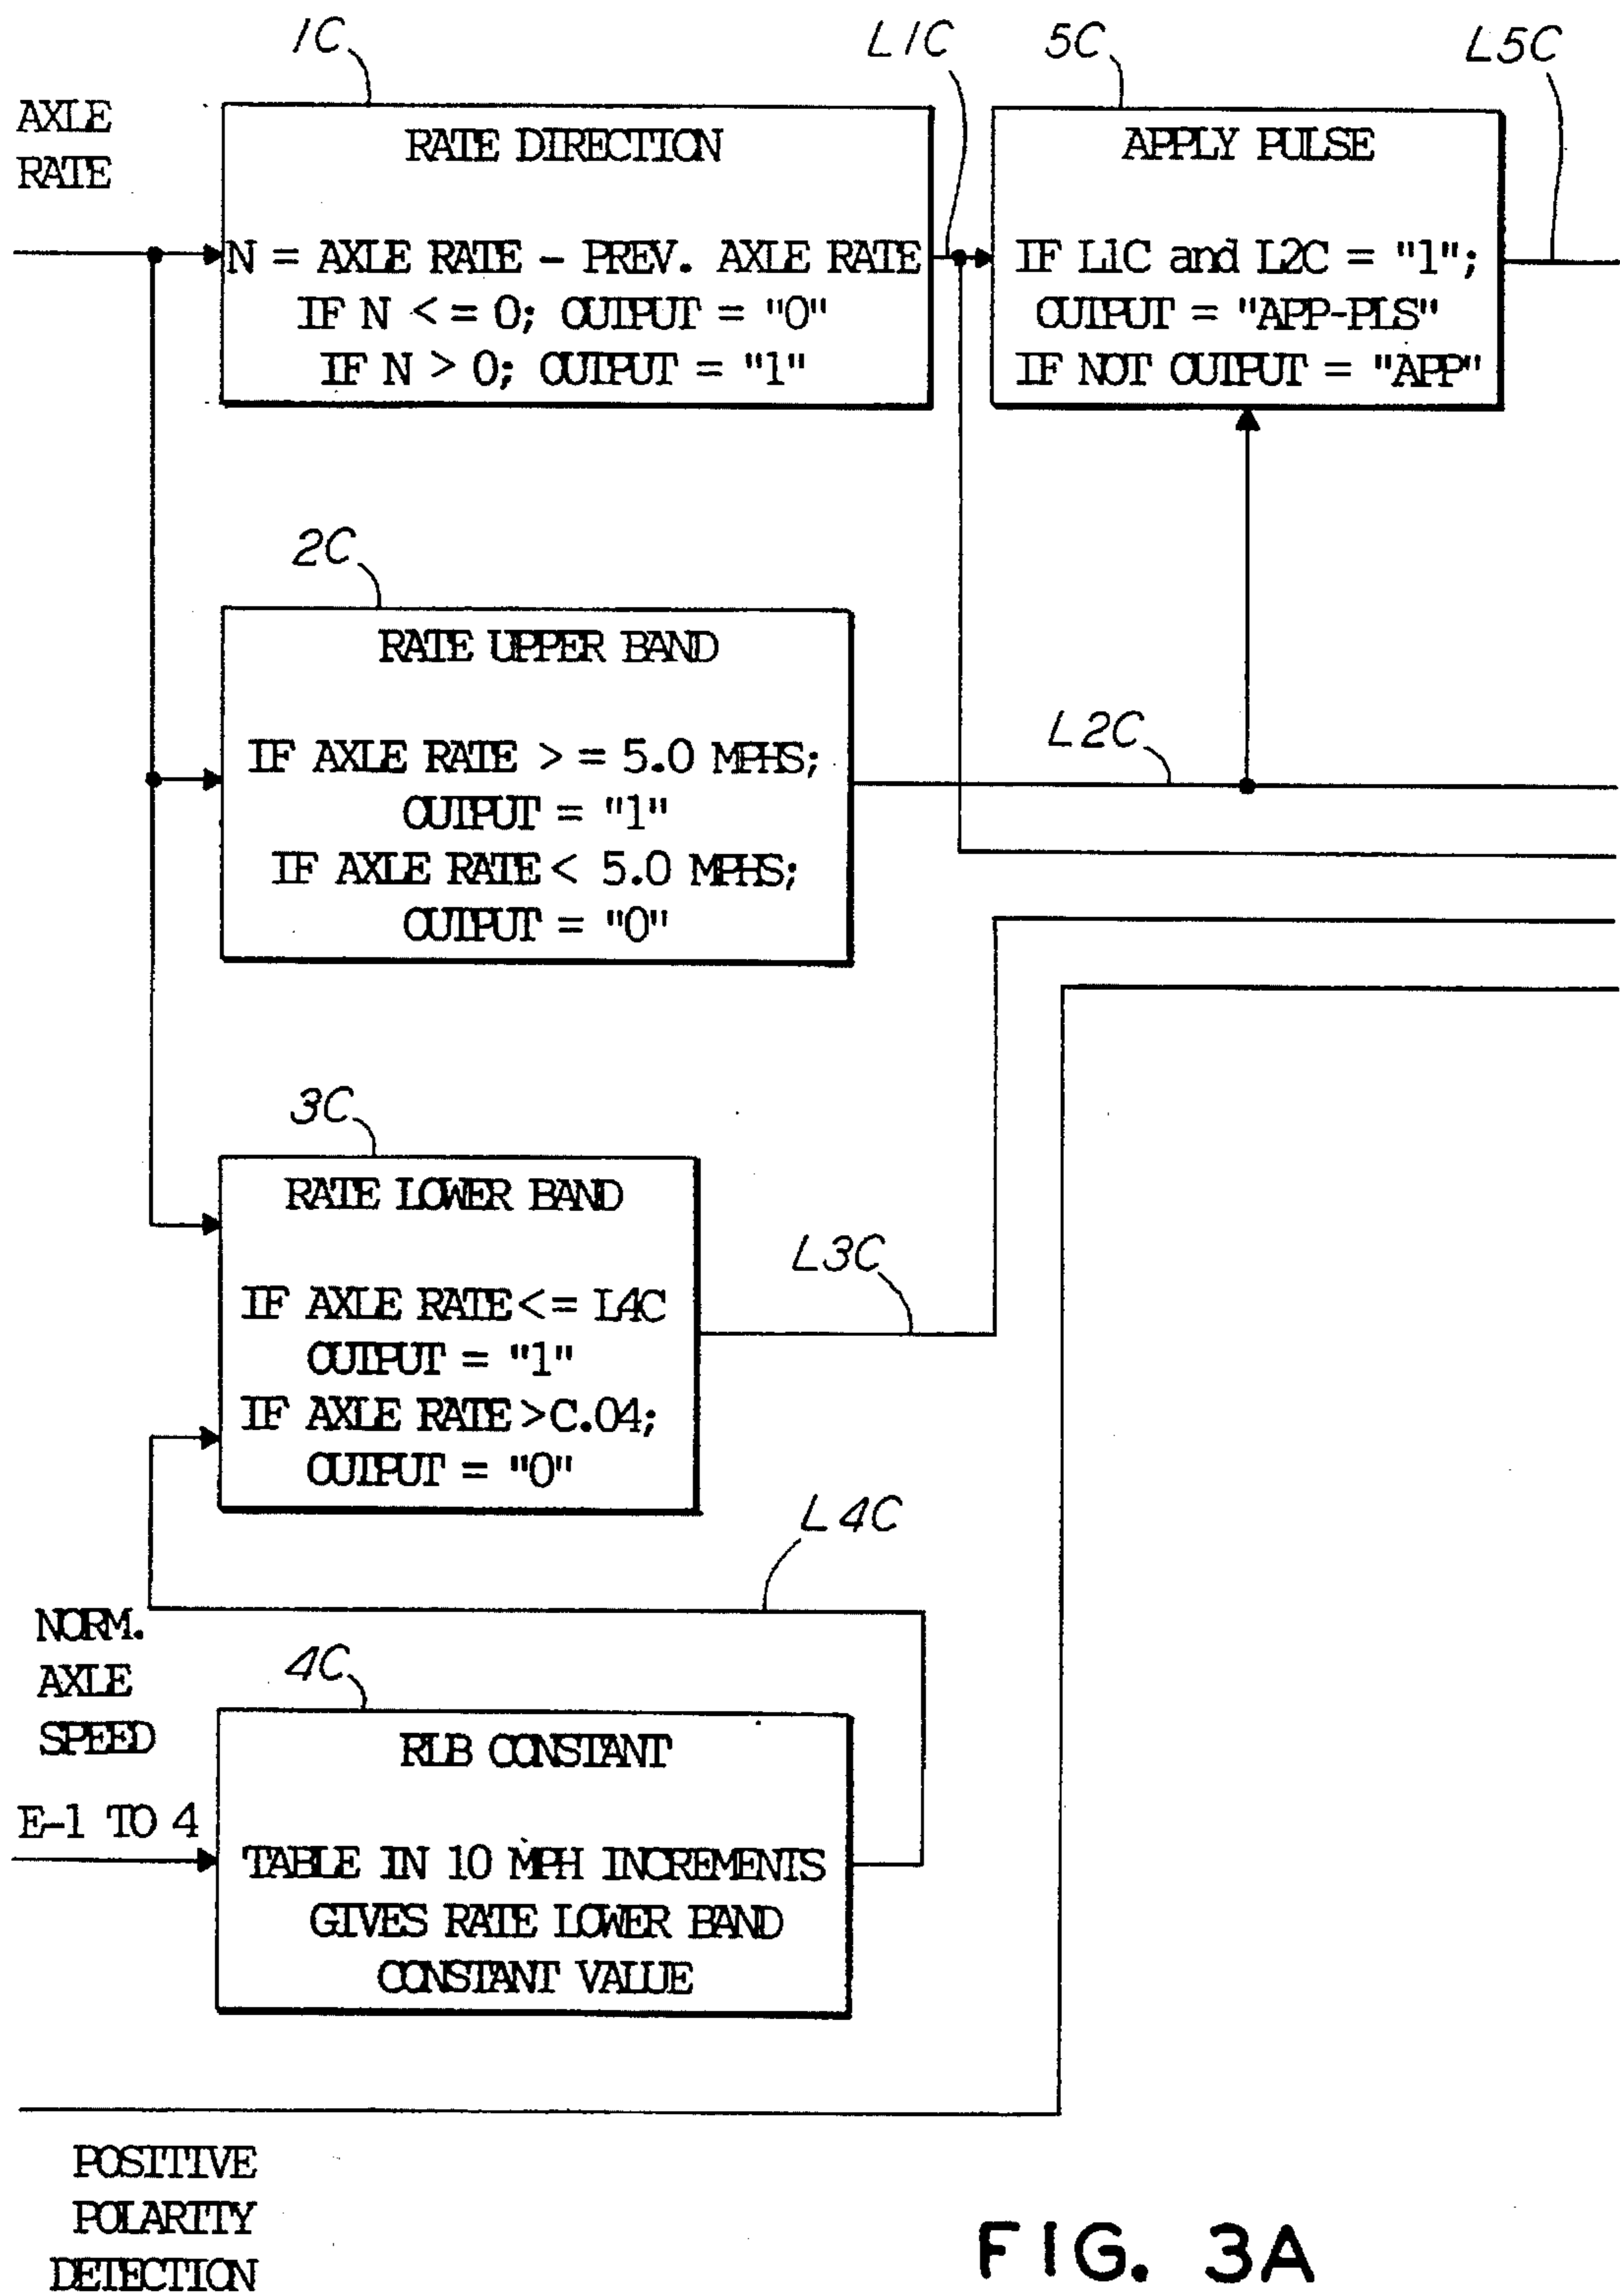 1C
L1C
5C
L5C
AXLE
RATE
RATE DIRECTION
N = AXLE RATE - PREV. AXLE RATE
IF N <= 0; OUTPUT = "0"
IF N > 0; OUTPUT = "1"
APPLY PULSE
IF L1C and L2C = "1";
OUTPUT = "APP-PLS"
IF NOT OUTPUT = "APP"
2C
RATE UPPER BAND
IF AXLE RATE >= 5.0 MPHS;
OUTPUT = "1"
IF AXLE RATE < 5.0 MPHS;
OUTPUT = "0"
L2C
3C
RATE LOWER BAND
IF AXLE RATE <= L4C
OUTPUT = "1"
IF AXLE RATE >C.04;
OUTPUT = "0"
L3C
L4C
NORM.
AXLE
SPEED
E-1 TO 4
4C
RLB CONSTANT
TABLE IN 10 MPH INCREMENTS
GIVES RATE LOWER BAND
CONSTANT VALUE
POSITIVE
POLARITY
DETECTION
FIG. 3A